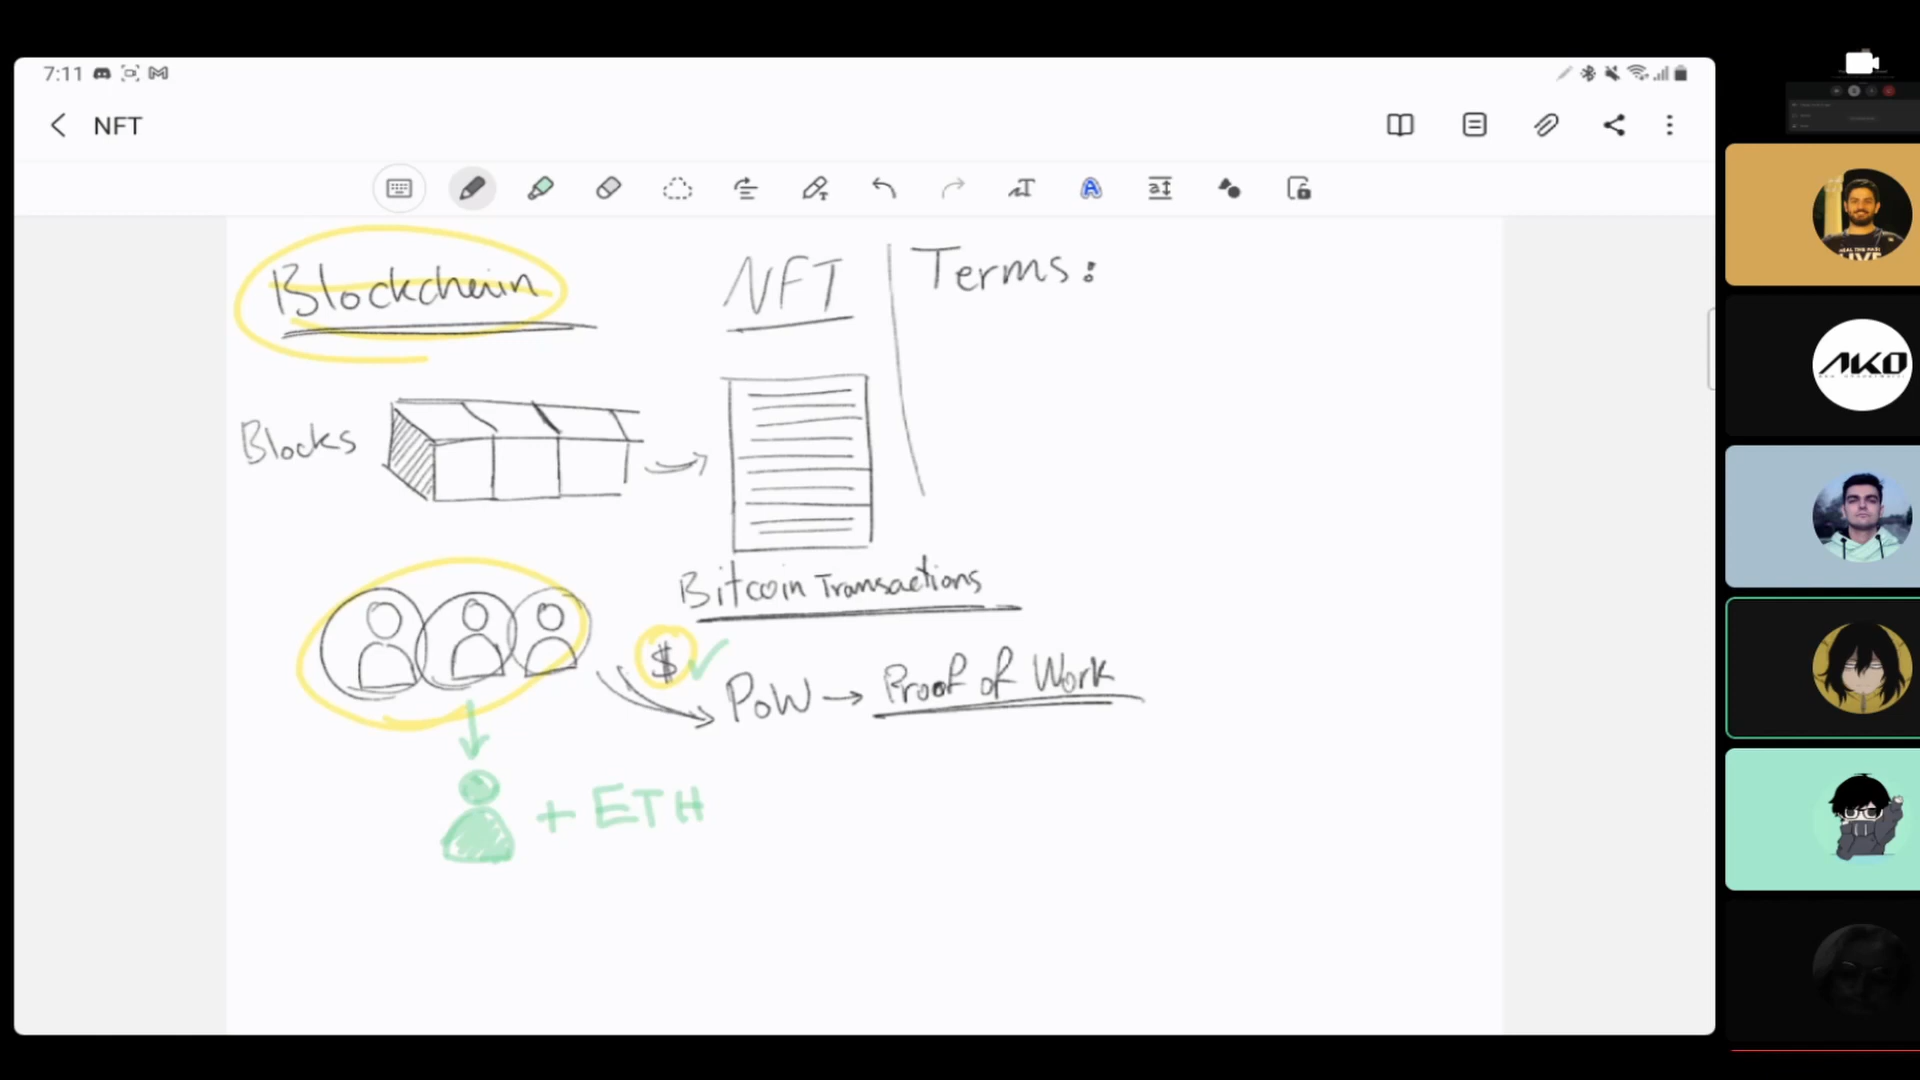 7:11
NFT
Blockchain
NFT
Terms:
Blocks
Bitcoin Transactions
$
PoW → Proof of Work
+ ETH
AKO